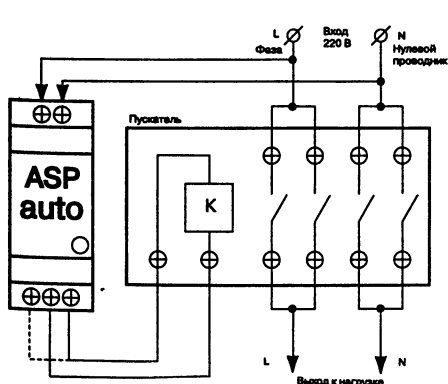 L
Фаза
Вход
220 В
N
Нулевой
проводник
Пускатель
ASP
auto
K
L
N
Выход к нагрузке